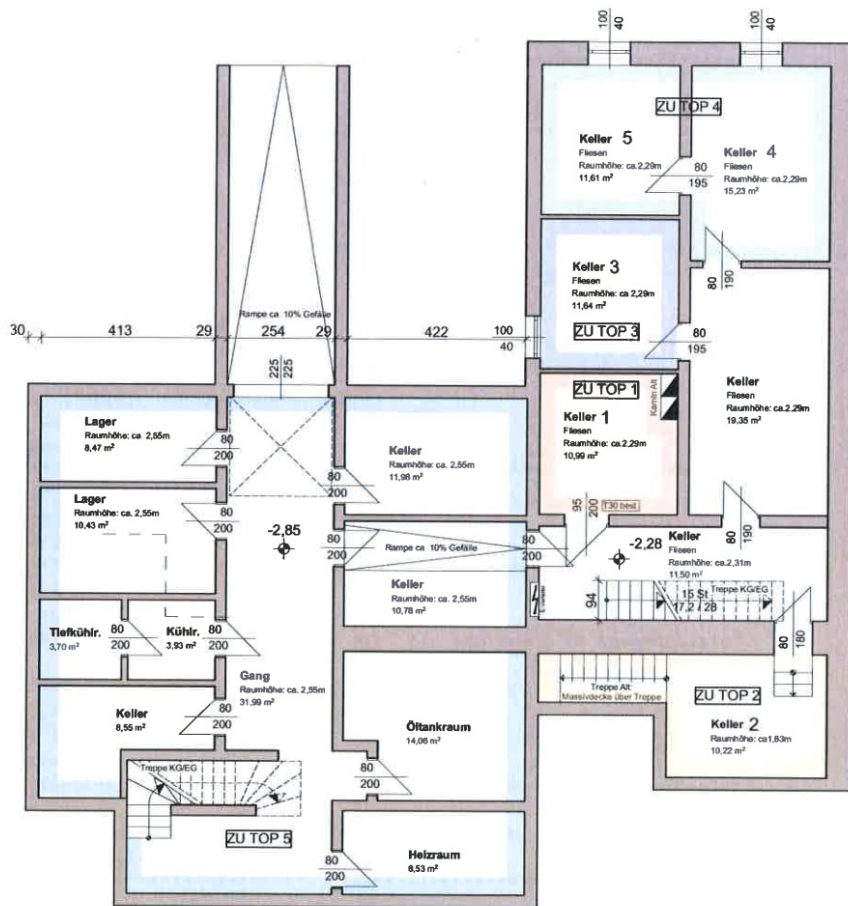 100
40
100
40
ZU TOP 4
Keller 5
Fliesen
Raumhöhe: ca.2,29m
11,61 m²
80
195
Keller 4
Fliesen
Raumhöhe: ca.2,29m
15,23 m²
80
190
Keller 3
Fliesen
Raumhöhe: ca 2,29m
11,64 m²
ZU TOP 3
80
195
30
413
29
254
29
422
100
40
Rampe ca. 10% Gefälle
225
225
ZU TOP 1
Kamin Alt
Keller 1
Fliesen
Raumhöhe: ca.2,29m
10,99 m²
95
200
T30 best.
Keller
Fliesen
Raumhöhe: ca.2,29m
19,35 m²
80
190
Lager
Raumhöhe: ca. 2,55m
8,47 m²
80
200
Keller
Raumhöhe: ca. 2,55m
11,98 m²
80
200
Lager
Raumhöhe: ca. 2,55m
10,43 m²
80
200
-2,85
80
200
Rampe ca. 10% Gefälle
80
200
Keller
Raumhöhe: ca. 2,55m
10,78 m²
-2,28
Keller
Fliesen
Raumhöhe: ca.2,31m
11,50 m²
94
15 St
17,2 / 28
Treppe KG/EG
80
180
Tiefkühlr.
3,70 m²
80
200
Kühlr.
3,93 m²
80
200
Gang
Raumhöhe: ca. 2,55m
31,99 m²
Keller
8,55 m²
80
200
Öltankraum
14,06 m²
80
200
Treppe Alt:
Massivdecke über Treppe
ZU TOP 2
Keller 2
Raumhöhe: ca1,83m
10,22 m²
Treppe KG/EG
ZU TOP 5
80
200
Heizraum
8,53 m²